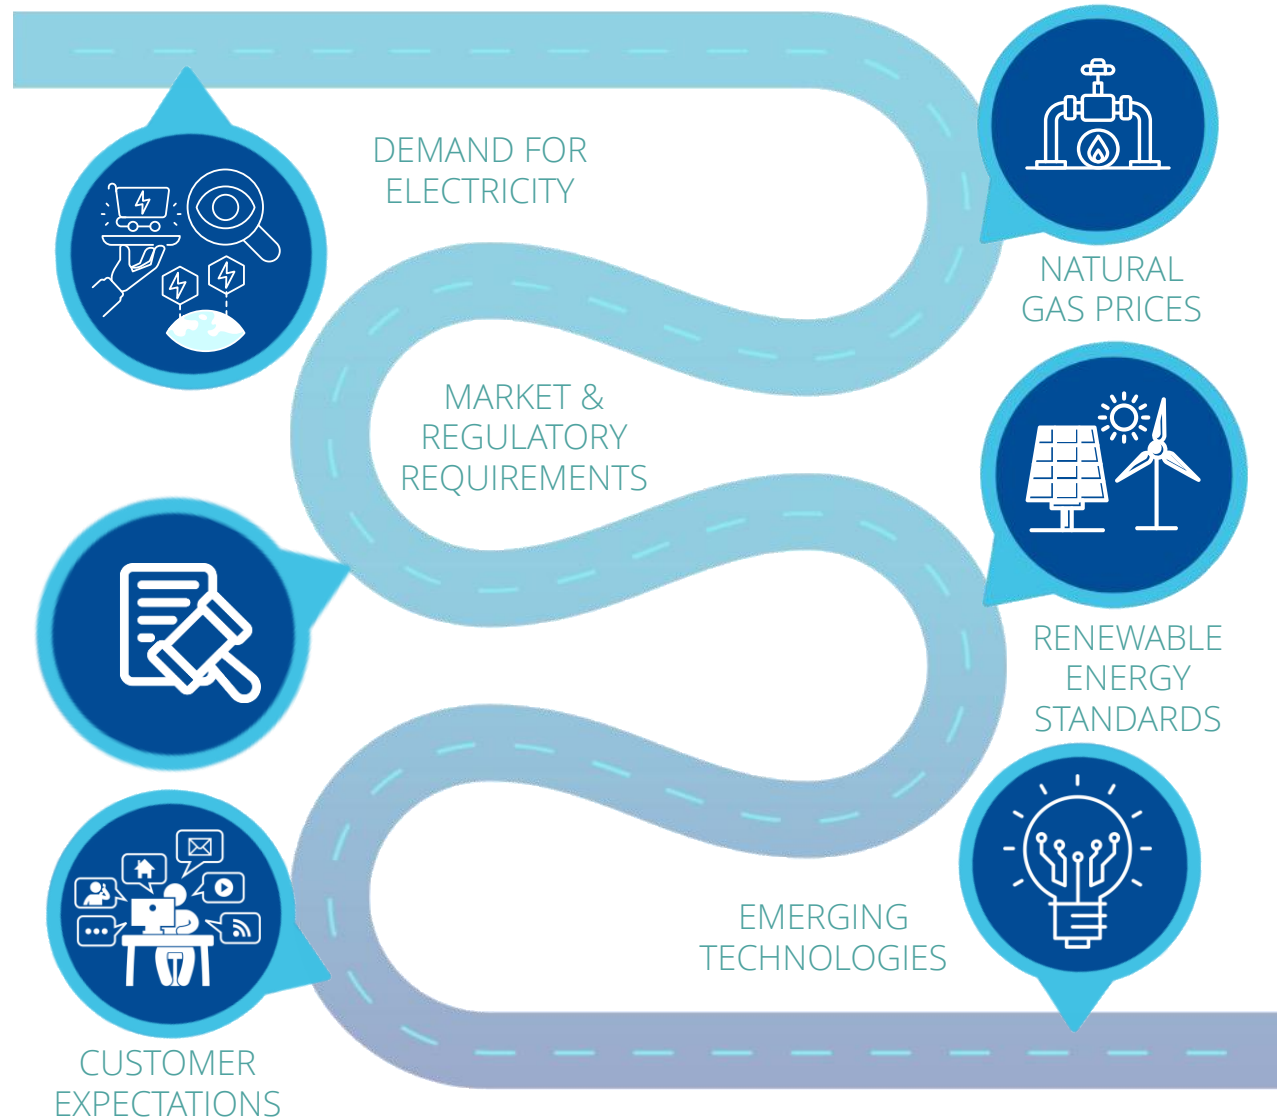 DEMAND FOR
ELECTRICITY
NATURAL
GAS PRICES
MARKET &
REGULATORY
REQUIREMENTS
RENEWABLE
ENERGY
STANDARDS
EMERGING
TECHNOLOGIES
CUSTOMER
EXPECTATIONS